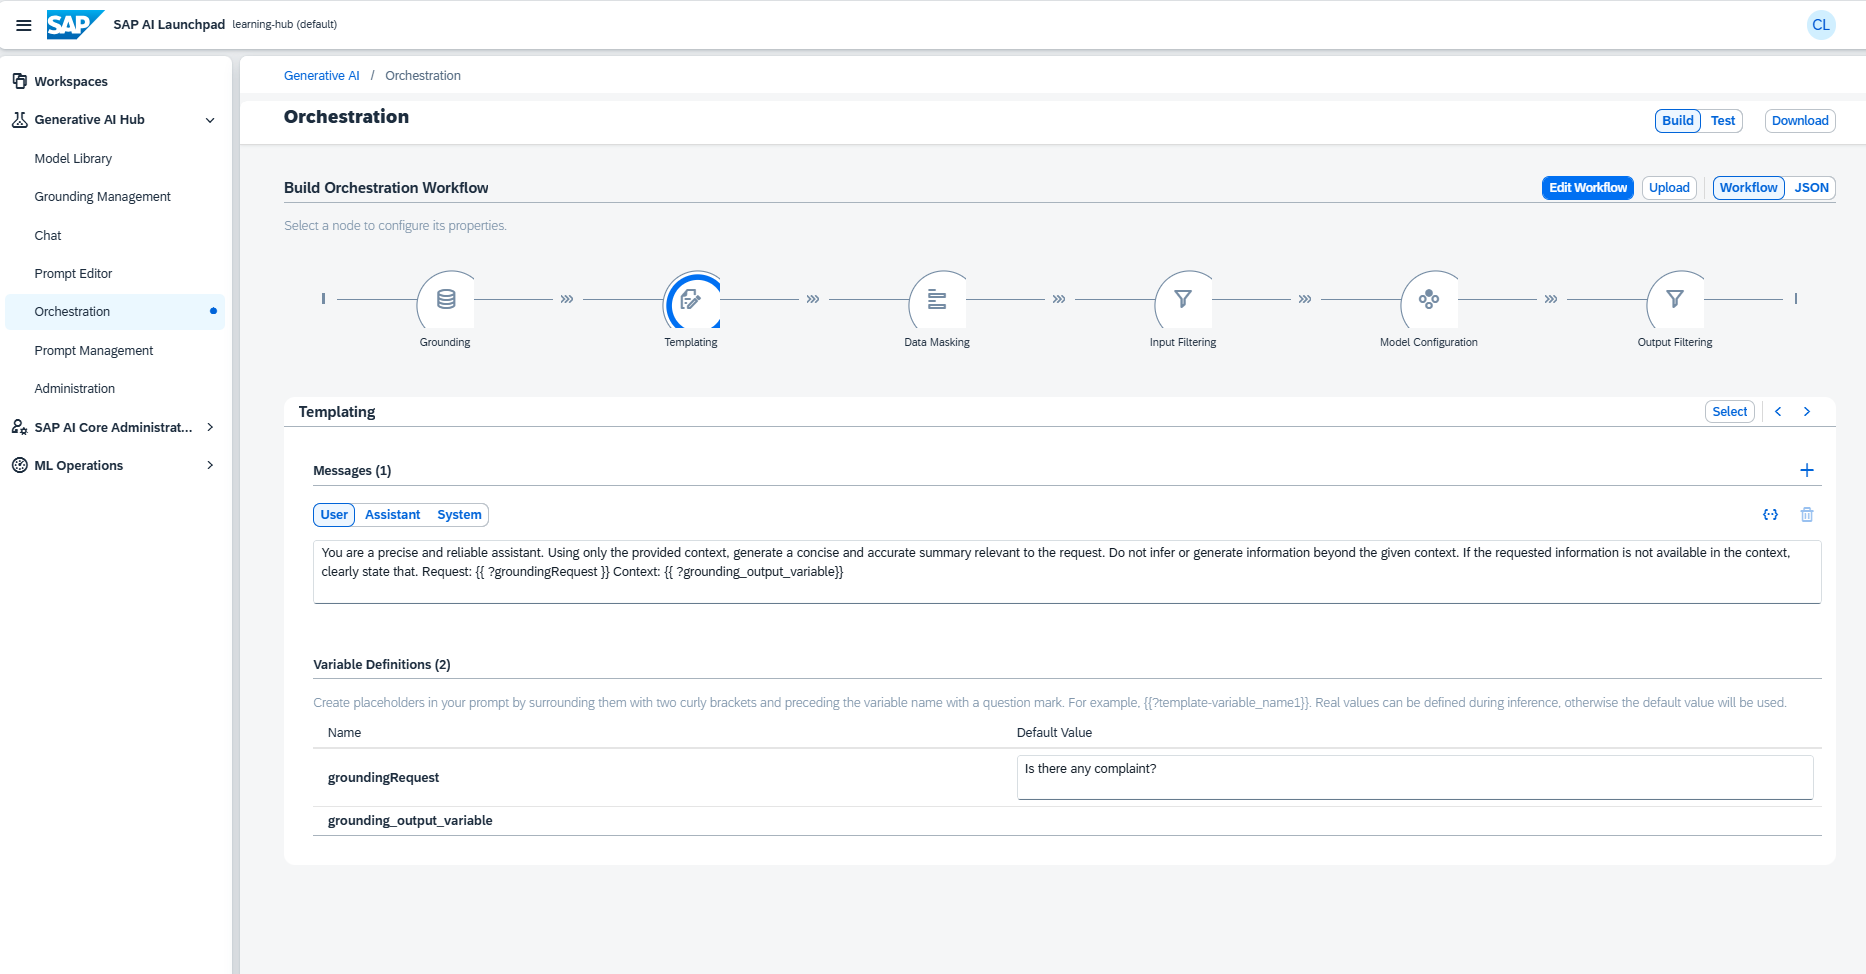 SAP SAP AI Launchpad learning-hub (default) CL
Workspaces
Generative AI Hub
Model Library
Grounding Management
Chat
Prompt Editor
Orchestration
Prompt Management
Administration
SAP AI Core Administrat...
ML Operations
Generative AI / Orchestration
Orchestration
Build Test Download
Build Orchestration Workflow
Edit Workflow Upload Workflow JSON
Select a node to configure its properties.
Grounding Templating Data Masking Input Filtering Model Configuration Output Filtering
Templating
Select
Messages (1)
User Assistant System
You are a precise and reliable assistant. Using only the provided context, generate a concise and accurate summary relevant to the request. Do not infer or generate information beyond the given context. If the requested information is not available in the context,
clearly state that. Request: {{ ?groundingRequest }} Context: {{ ?grounding_output_variable}}
Variable Definitions (2)
Create placeholders in your prompt by surrounding them with two curly brackets and preceding the variable name with a question mark. For example, {{?template-variable_name1}}. Real values can be defined during inference, otherwise the default value will be used.
Name Default Value
groundingRequest Is there any complaint?
grounding_output_variable